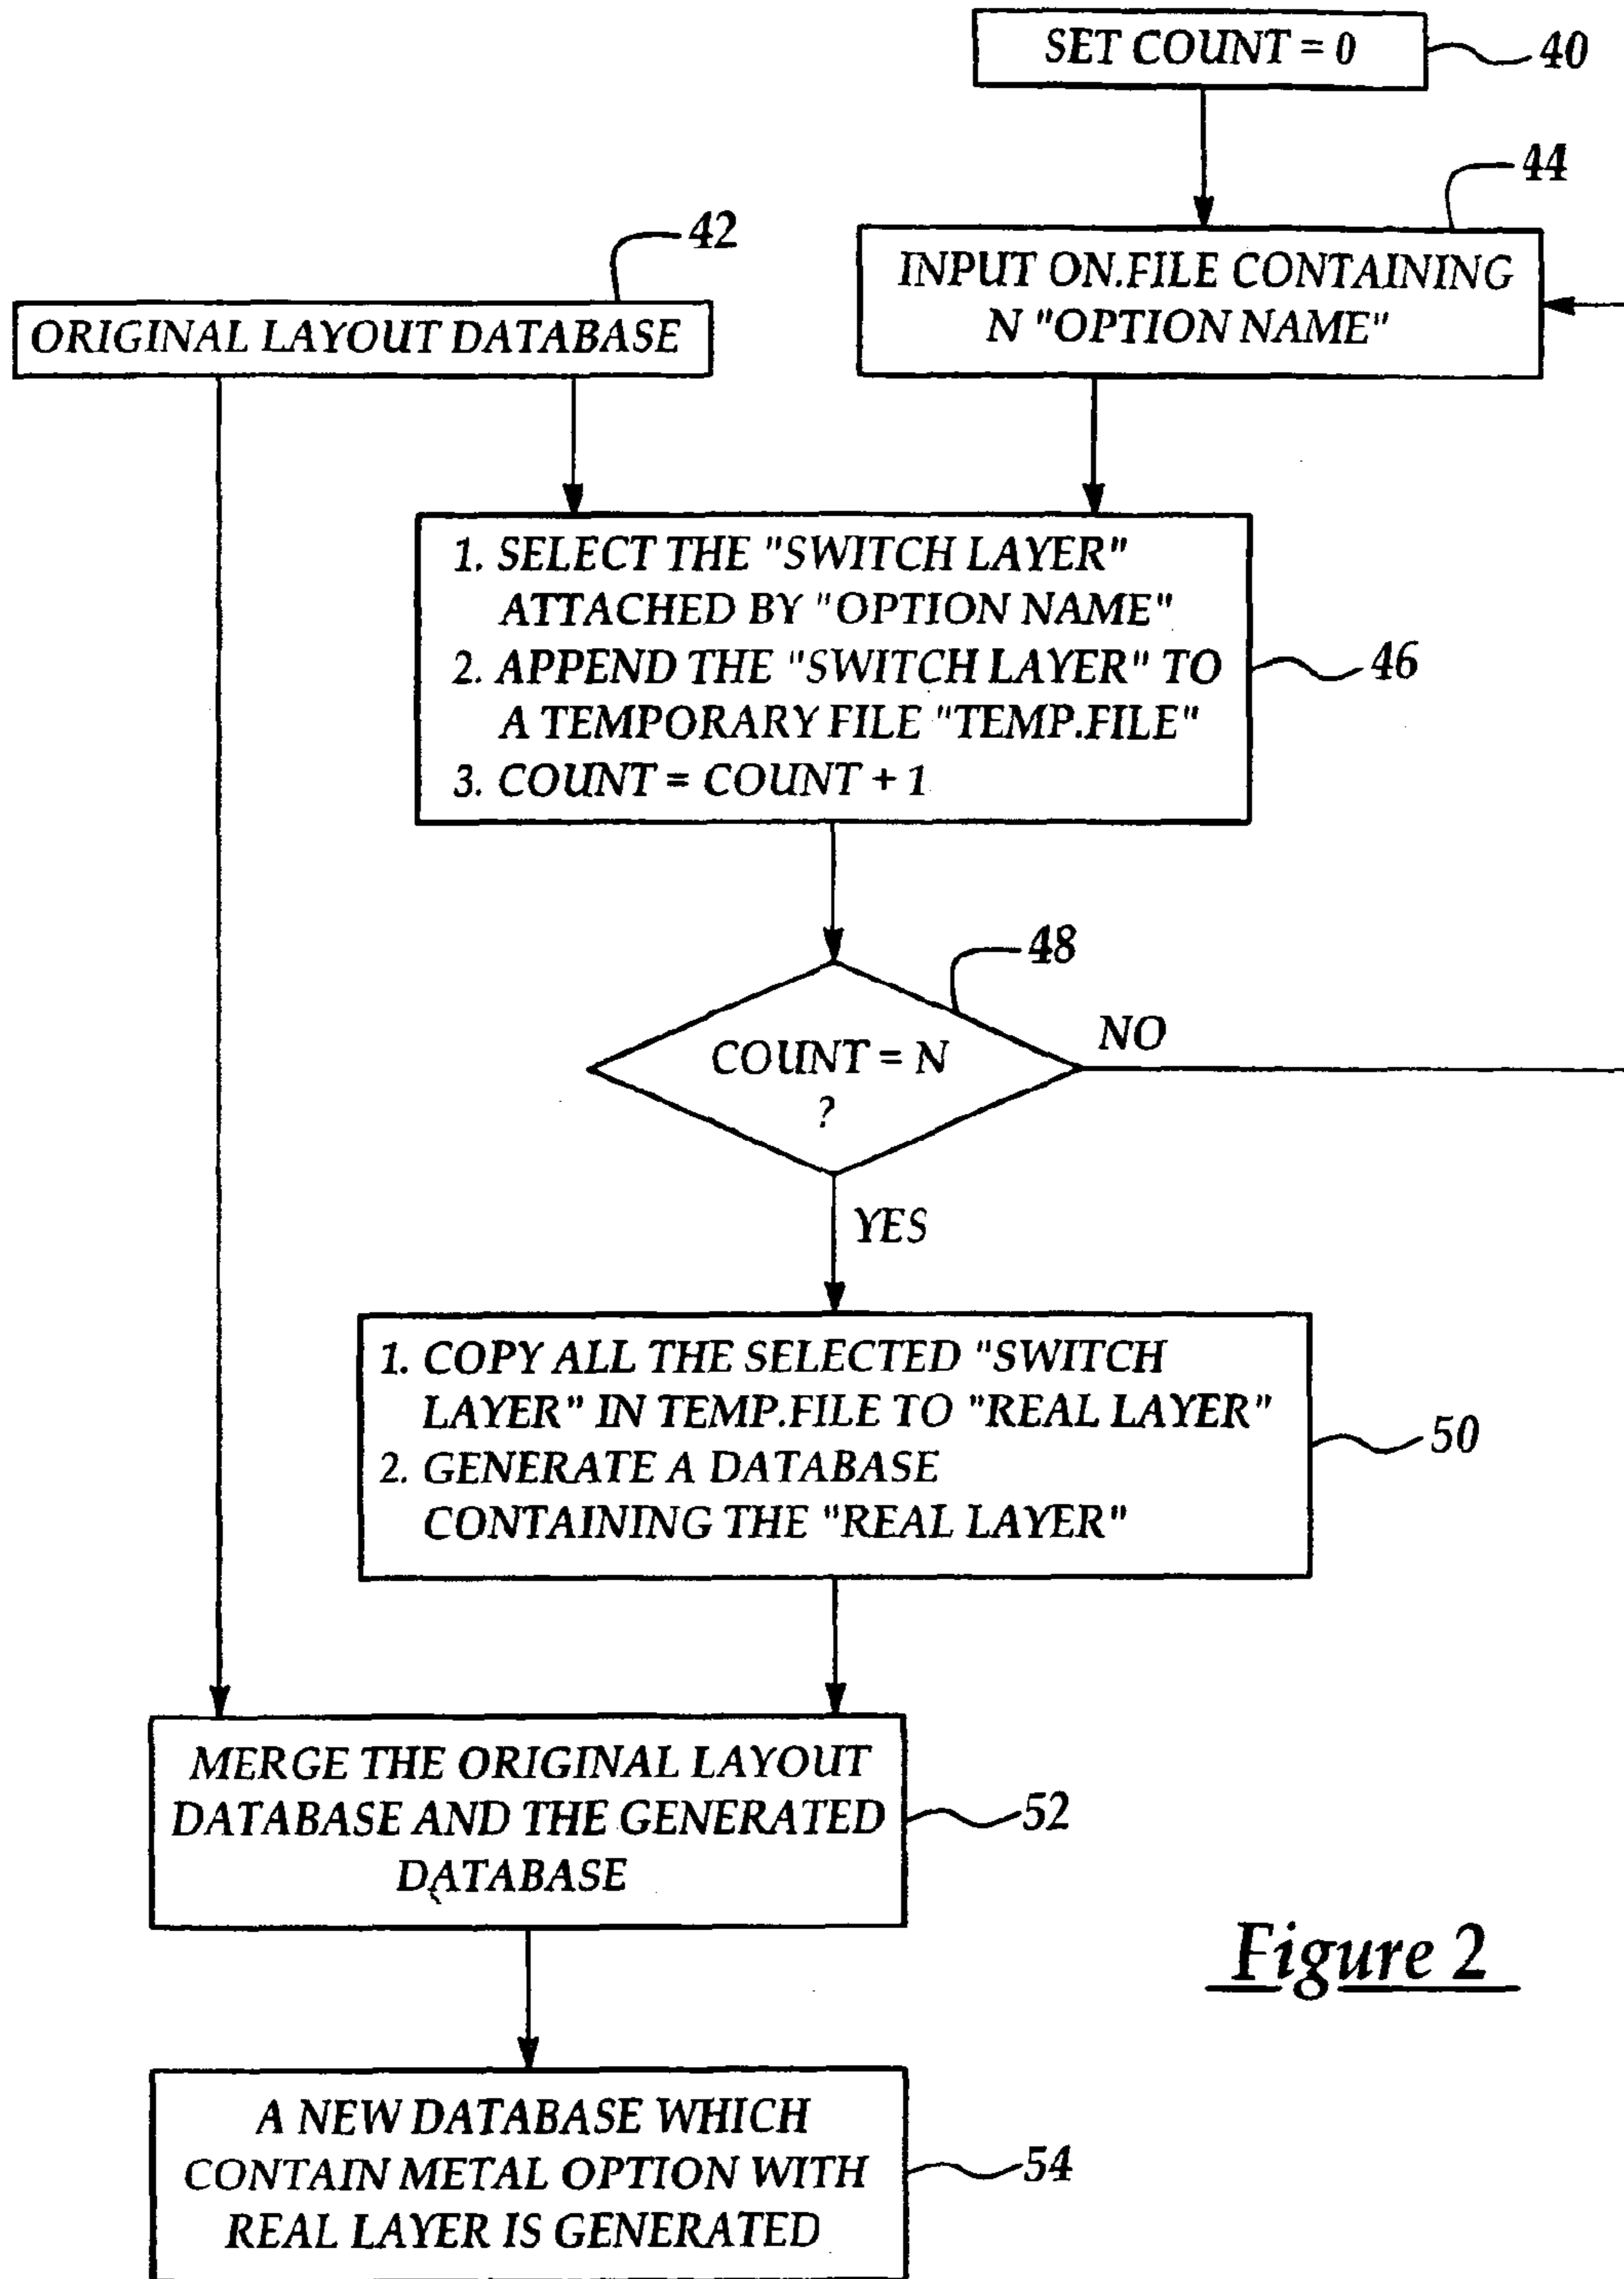 SET COUNT = 0
40
44
INPUT ON.FILE CONTAINING
N "OPTION NAME"
42
ORIGINAL LAYOUT DATABASE
1. SELECT THE "SWITCH LAYER"
ATTACHED BY "OPTION NAME"
2. APPEND THE "SWITCH LAYER" TO
A TEMPORARY FILE "TEMP.FILE"
3. COUNT = COUNT + 1
46
48
COUNT = N
?
NO
YES
1. COPY ALL THE SELECTED "SWITCH
LAYER" IN TEMP.FILE TO "REAL LAYER"
2. GENERATE A DATABASE
CONTAINING THE "REAL LAYER"
50
MERGE THE ORIGINAL LAYOUT
DATABASE AND THE GENERATED
DATABASE
52
Figure 2
A NEW DATABASE WHICH
CONTAIN METAL OPTION WITH
REAL LAYER IS GENERATED
54